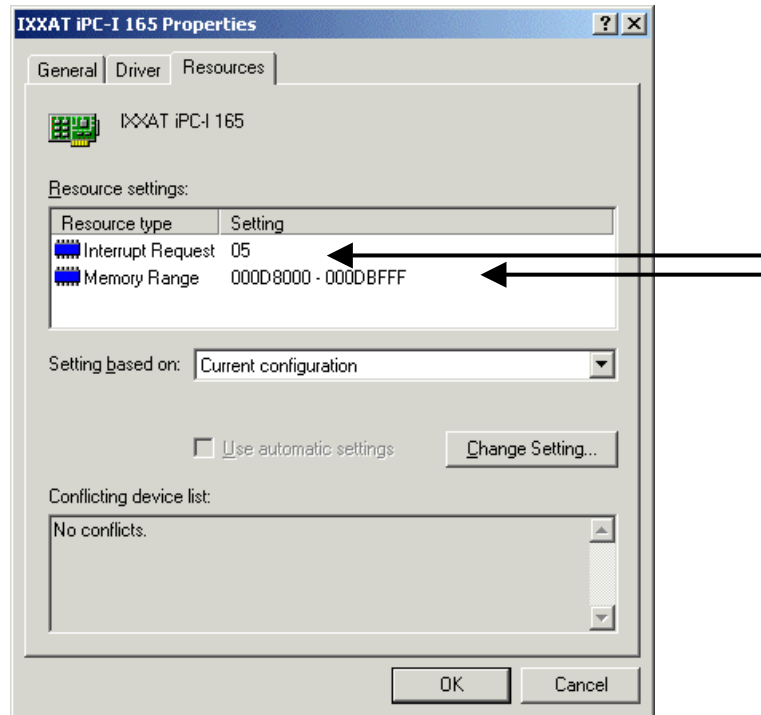 IXXAT iPC-I 165 Properties
General Driver Resources
IXXAT iPC-I 165
Resource settings:
Resource type Setting
Interrupt Request 05
Memory Range 000D8000 - 000DBFFF
Setting based on: Current configuration
Use automatic settings Change Setting...
Conflicting device list:
No conflicts.
OK Cancel